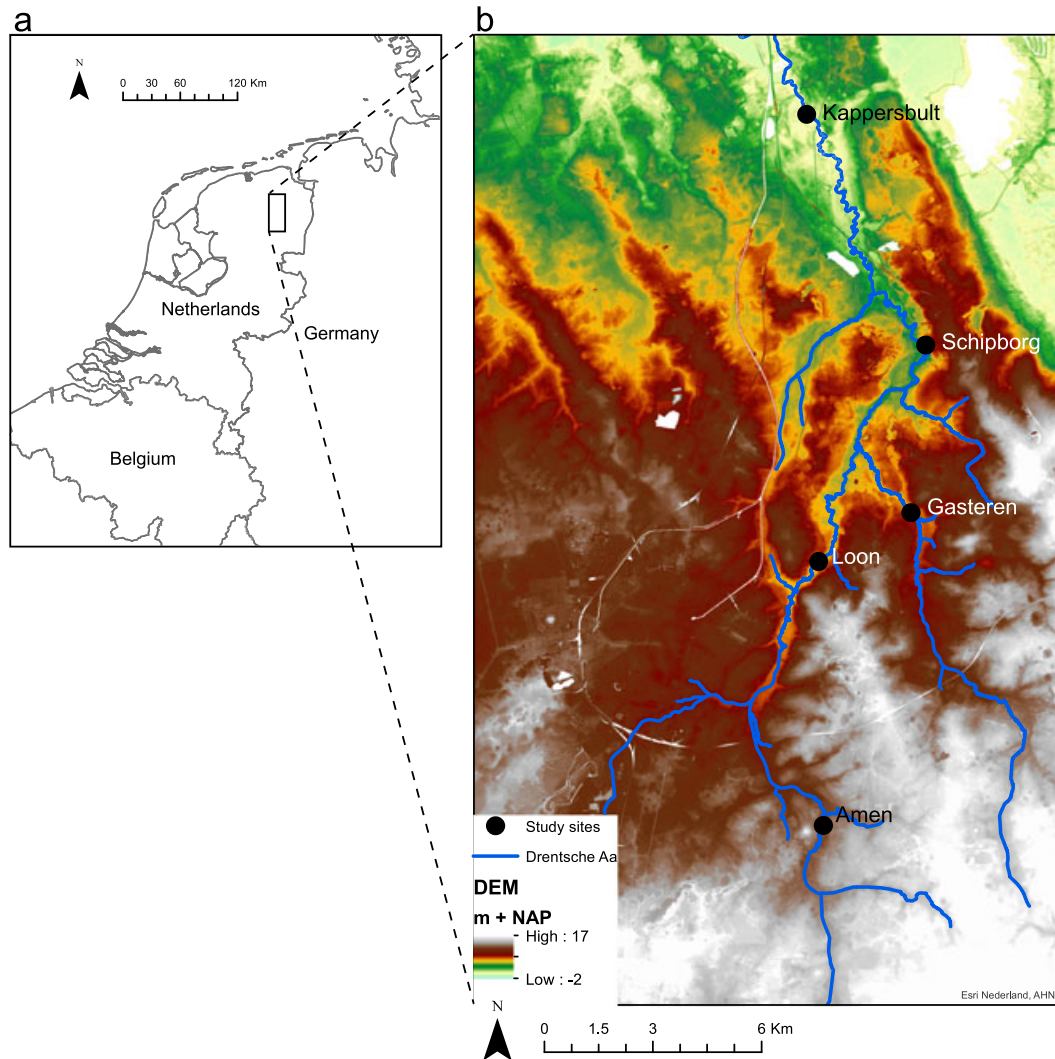 a
b
N
0 30 60 120 Km
Netherlands
Germany
Belgium
Kappersbult
Schipborg
Gasteren
Loon
Amen
Study sites
Drentsche Aa
DEM
m + NAP
High : 17
Low : -2
Esri Nederland, AHN
N
0 1.5 3 6 Km